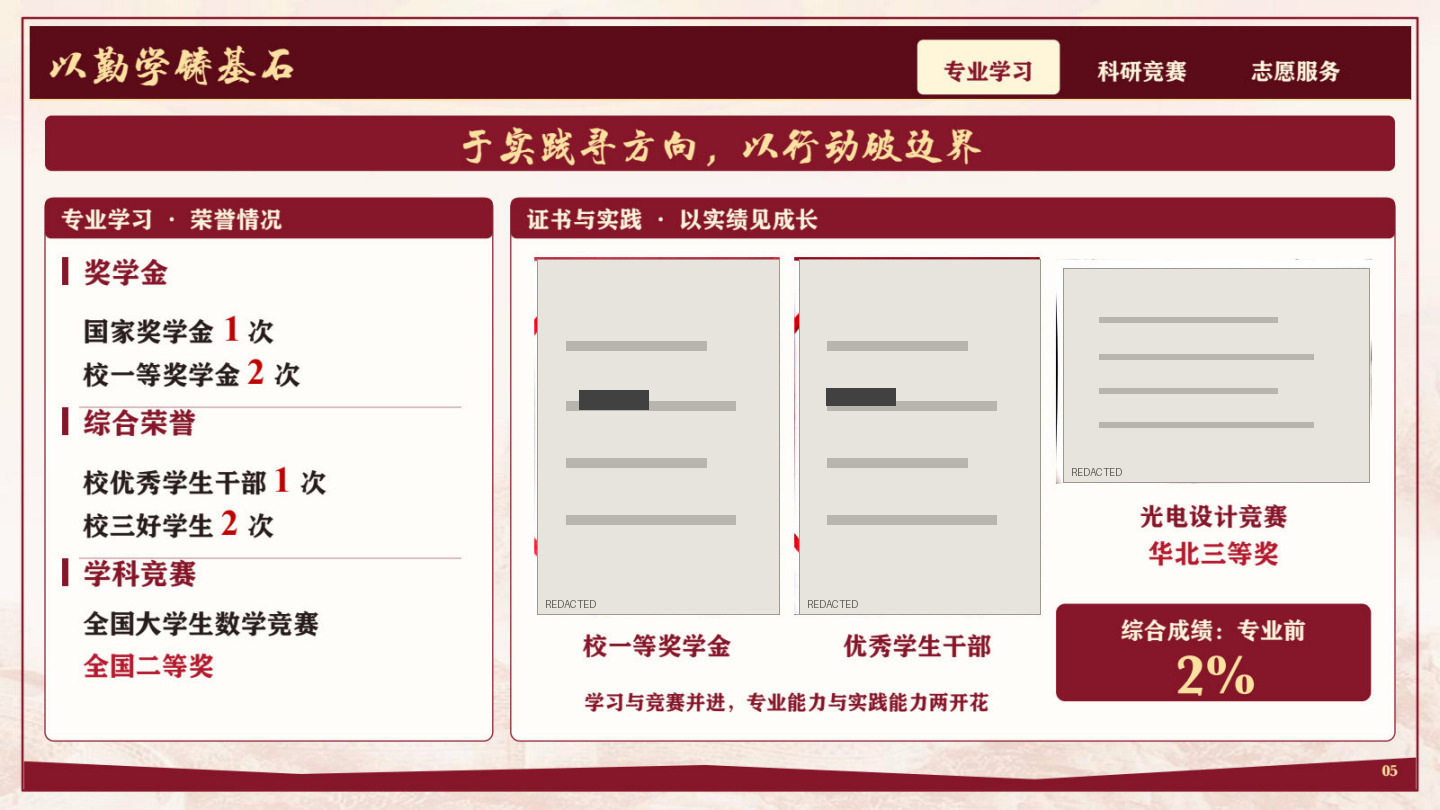 以勤学铸基石
专业学习
科研竞赛
志愿服务
于实践寻方向，以行动破边界
专业学习 · 荣誉情况
奖学金
国家奖学金 1 次
校一等奖学金 2 次
综合荣誉
校优秀学生干部 1 次
校三好学生 2 次
学科竞赛
全国大学生数学竞赛
全国二等奖
证书与实践 · 以实绩见成长
REDACTED
校一等奖学金
REDACTED
优秀学生干部
REDACTED
光电设计竞赛
华北三等奖
综合成绩：专业前
2%
学习与竞赛并进，专业能力与实践能力两开花
05